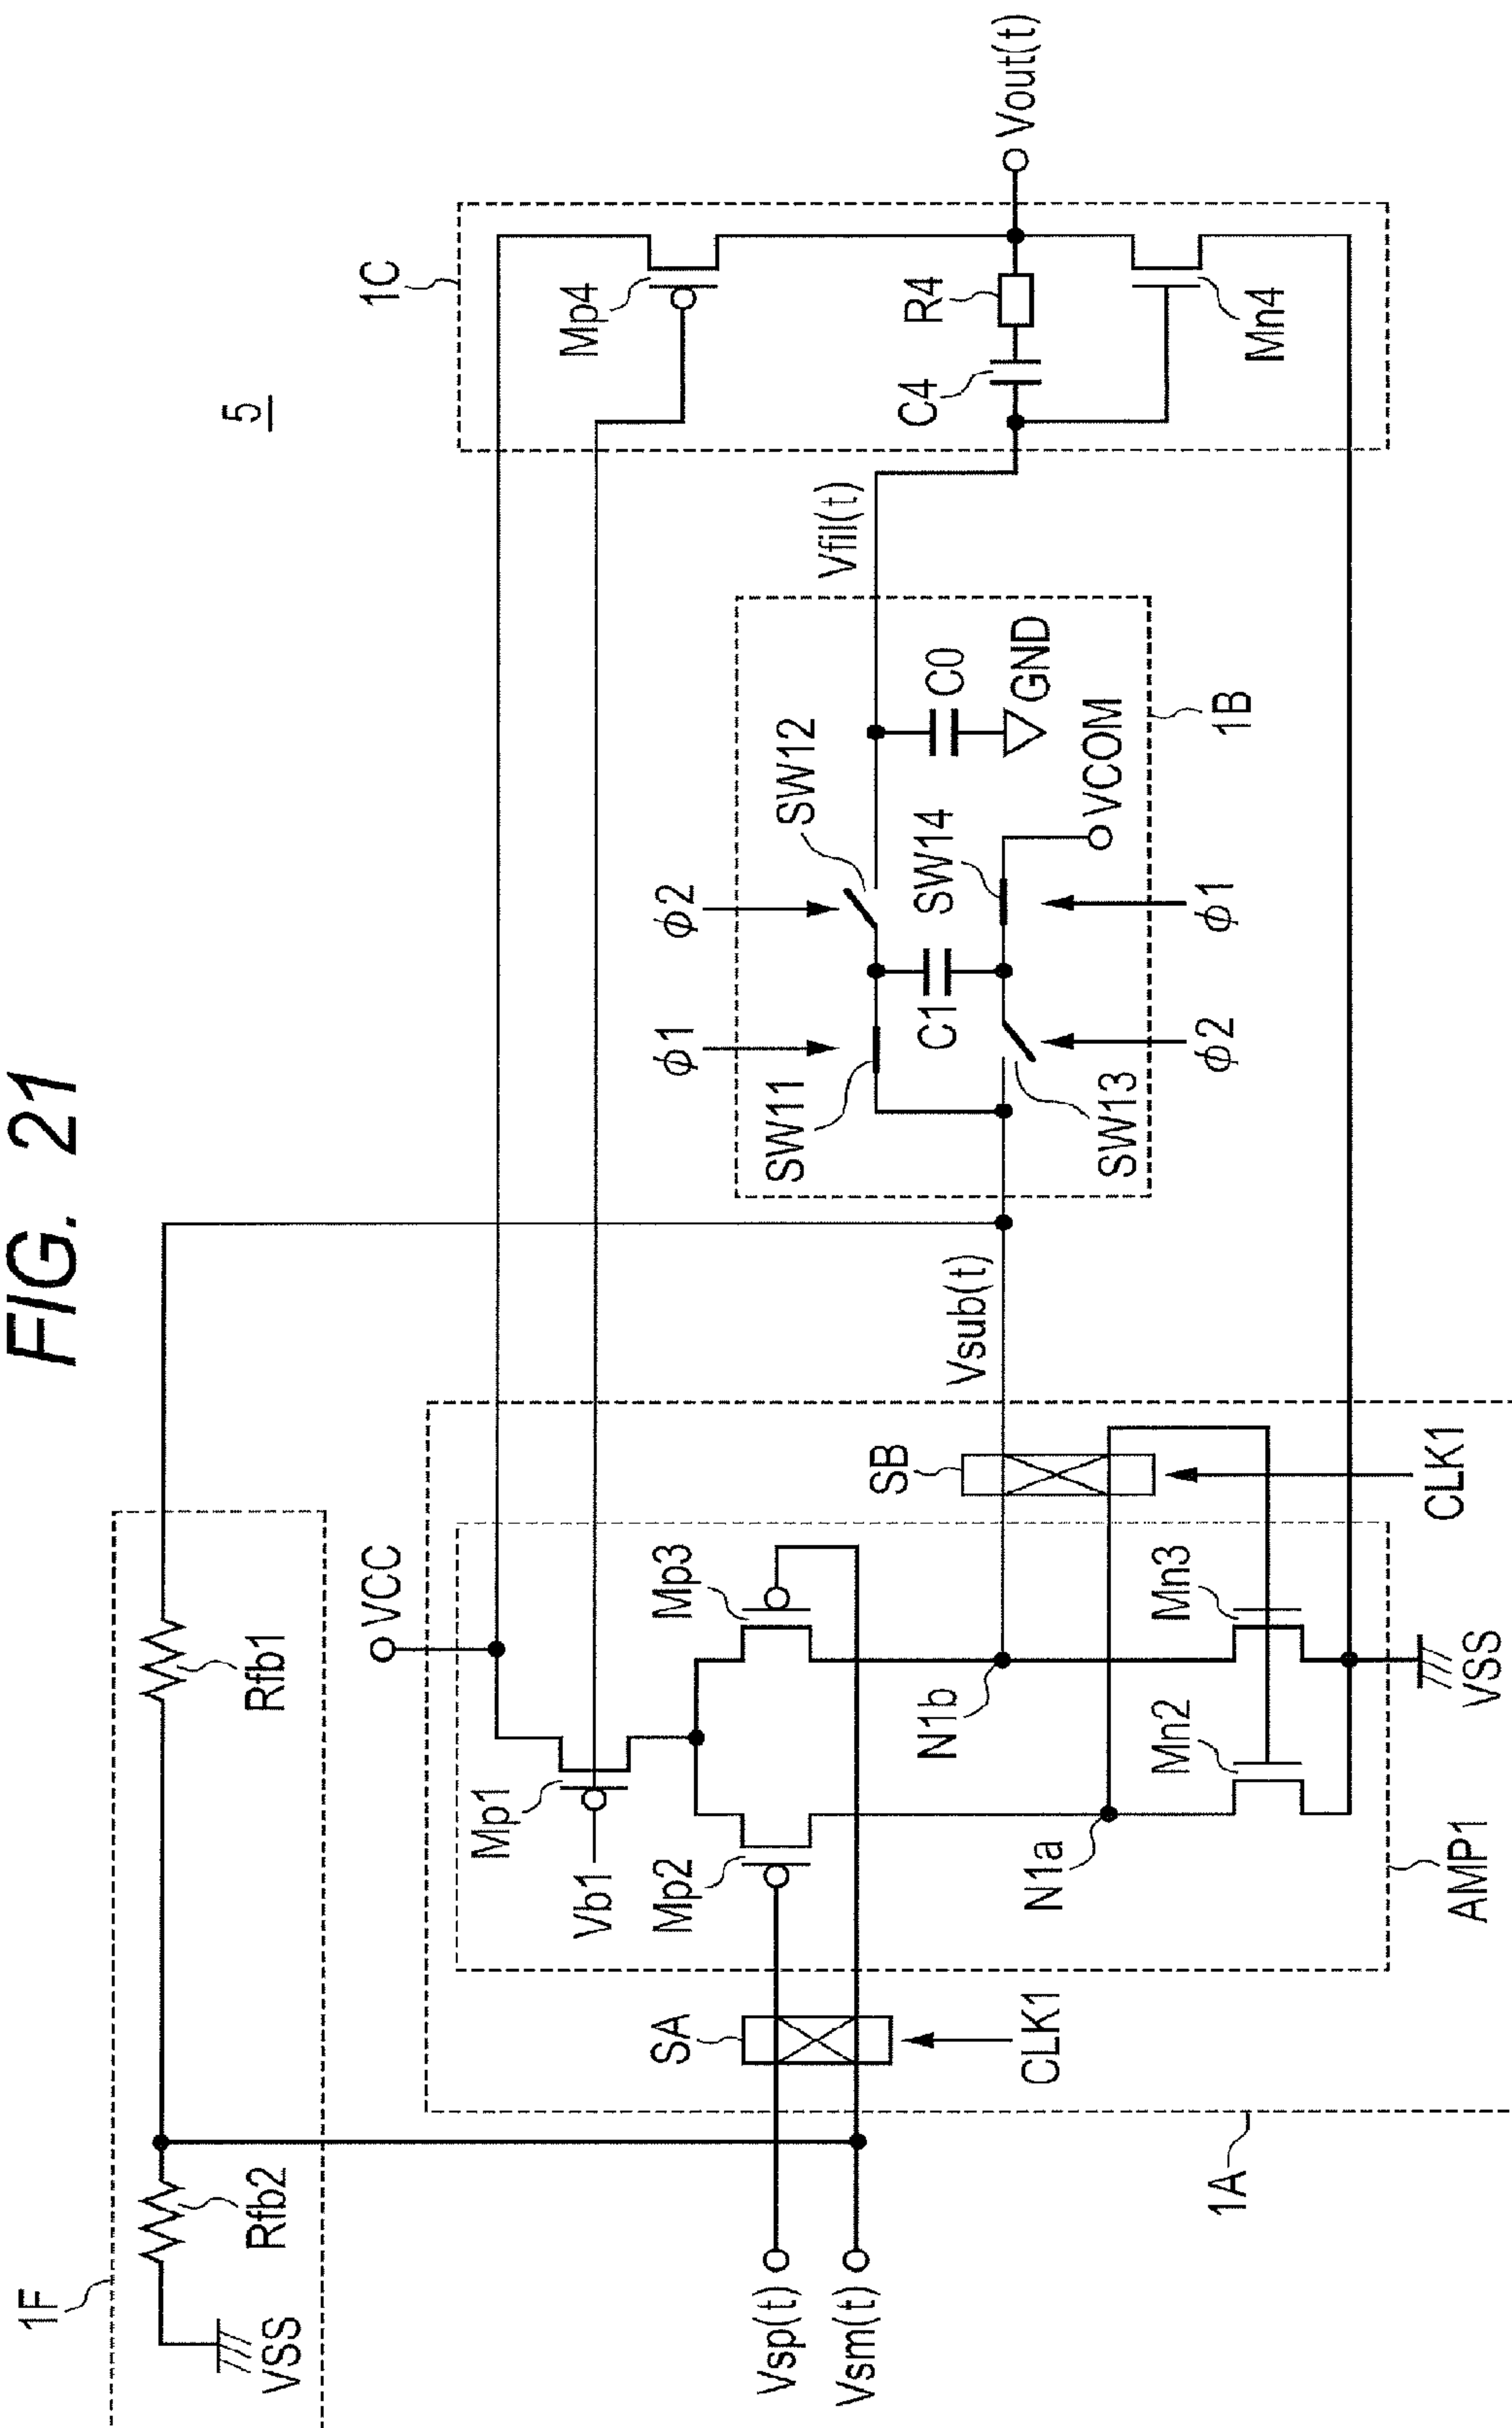 FIG. 21
5
1F
VSS
Rfb2
Rfb1
1C
VCC
Mp4
Vb1
Mp1
φ1
φ2
Vfil(t)
SA
Mp2
Mp3
SW11
SW12
Vsp(t)
Vsm(t)
SB
Vsub(t)
C1
SW14
C0
C4
R4
Vout(t)
N1b
GND
CLK1
N1a
VCOM
SW13
Mn2
Mn3
φ2
φ1
1B
Mn4
1A
AMP1
VSS
CLK1